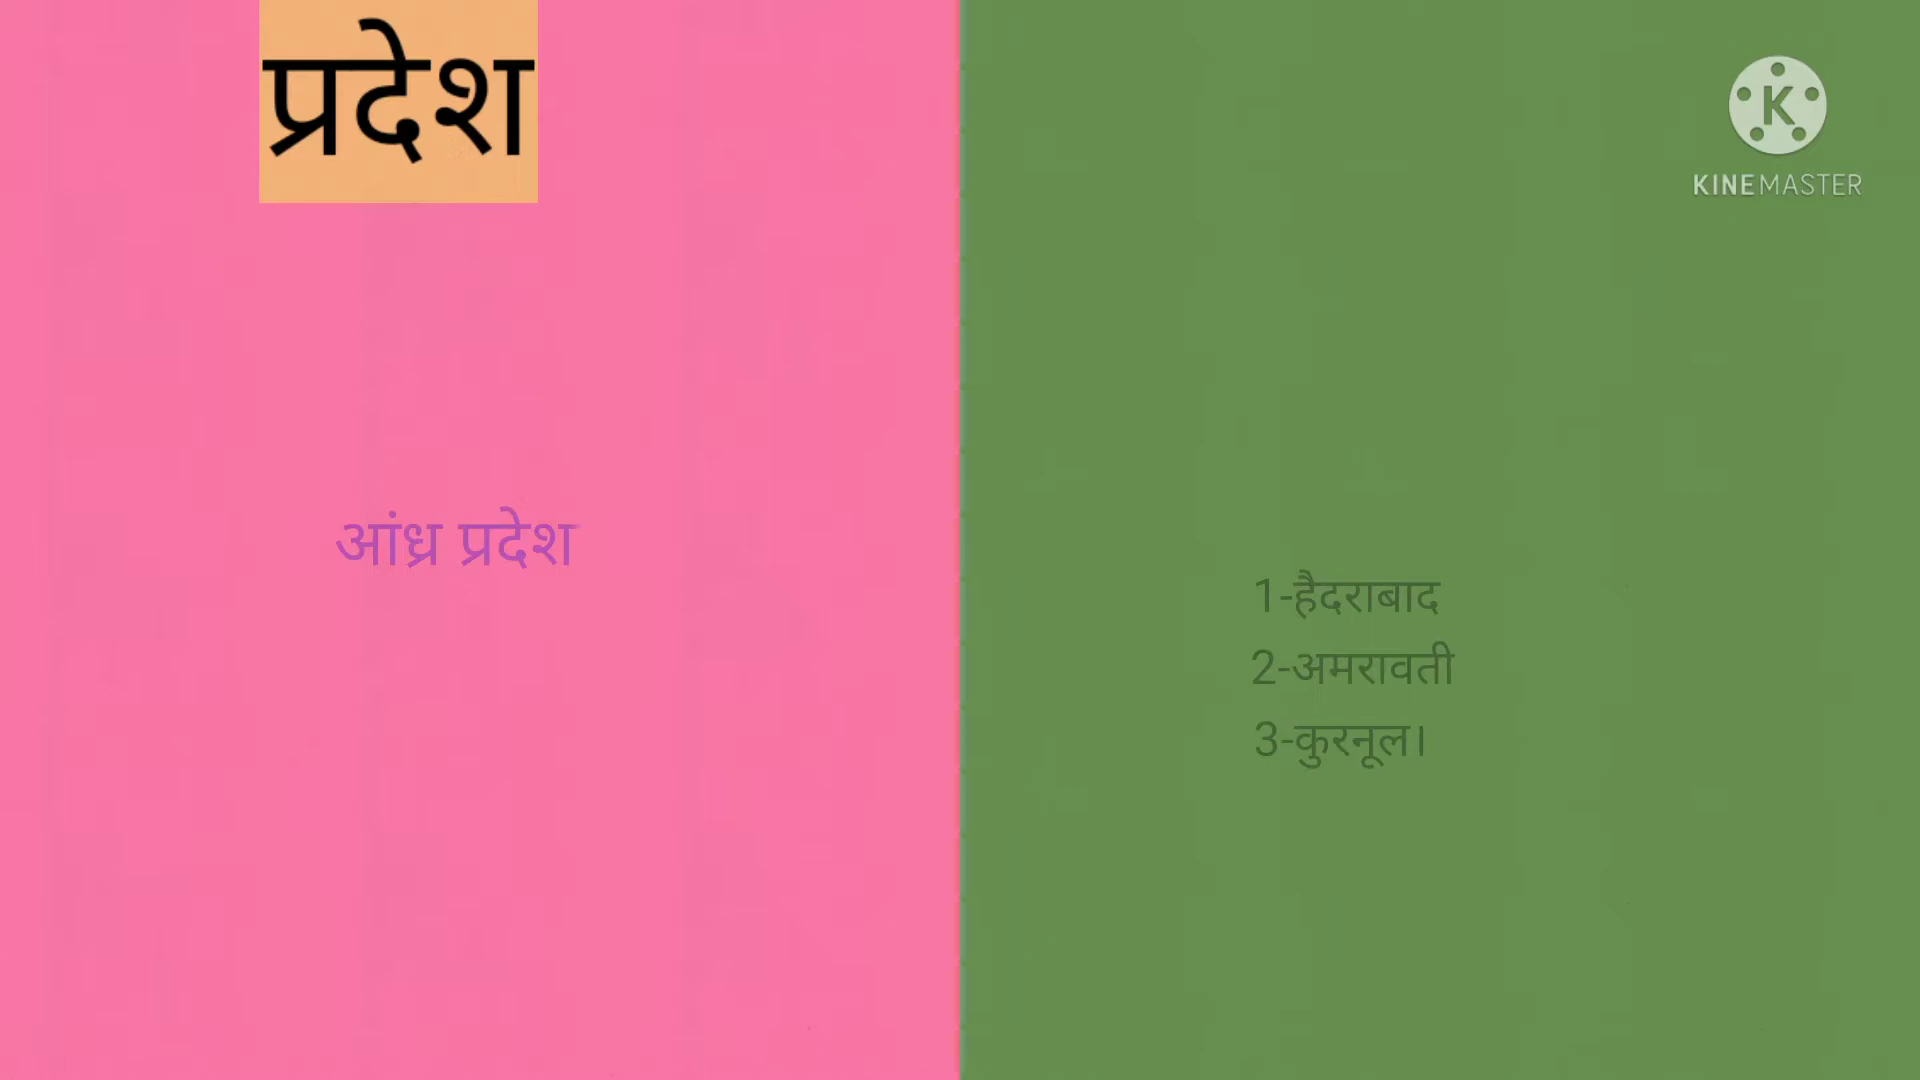 प्रदेश
KINEMASTER
आंध्र प्रदेश
1-हैदराबाद
2-अमरावती
3-कुरनूल।